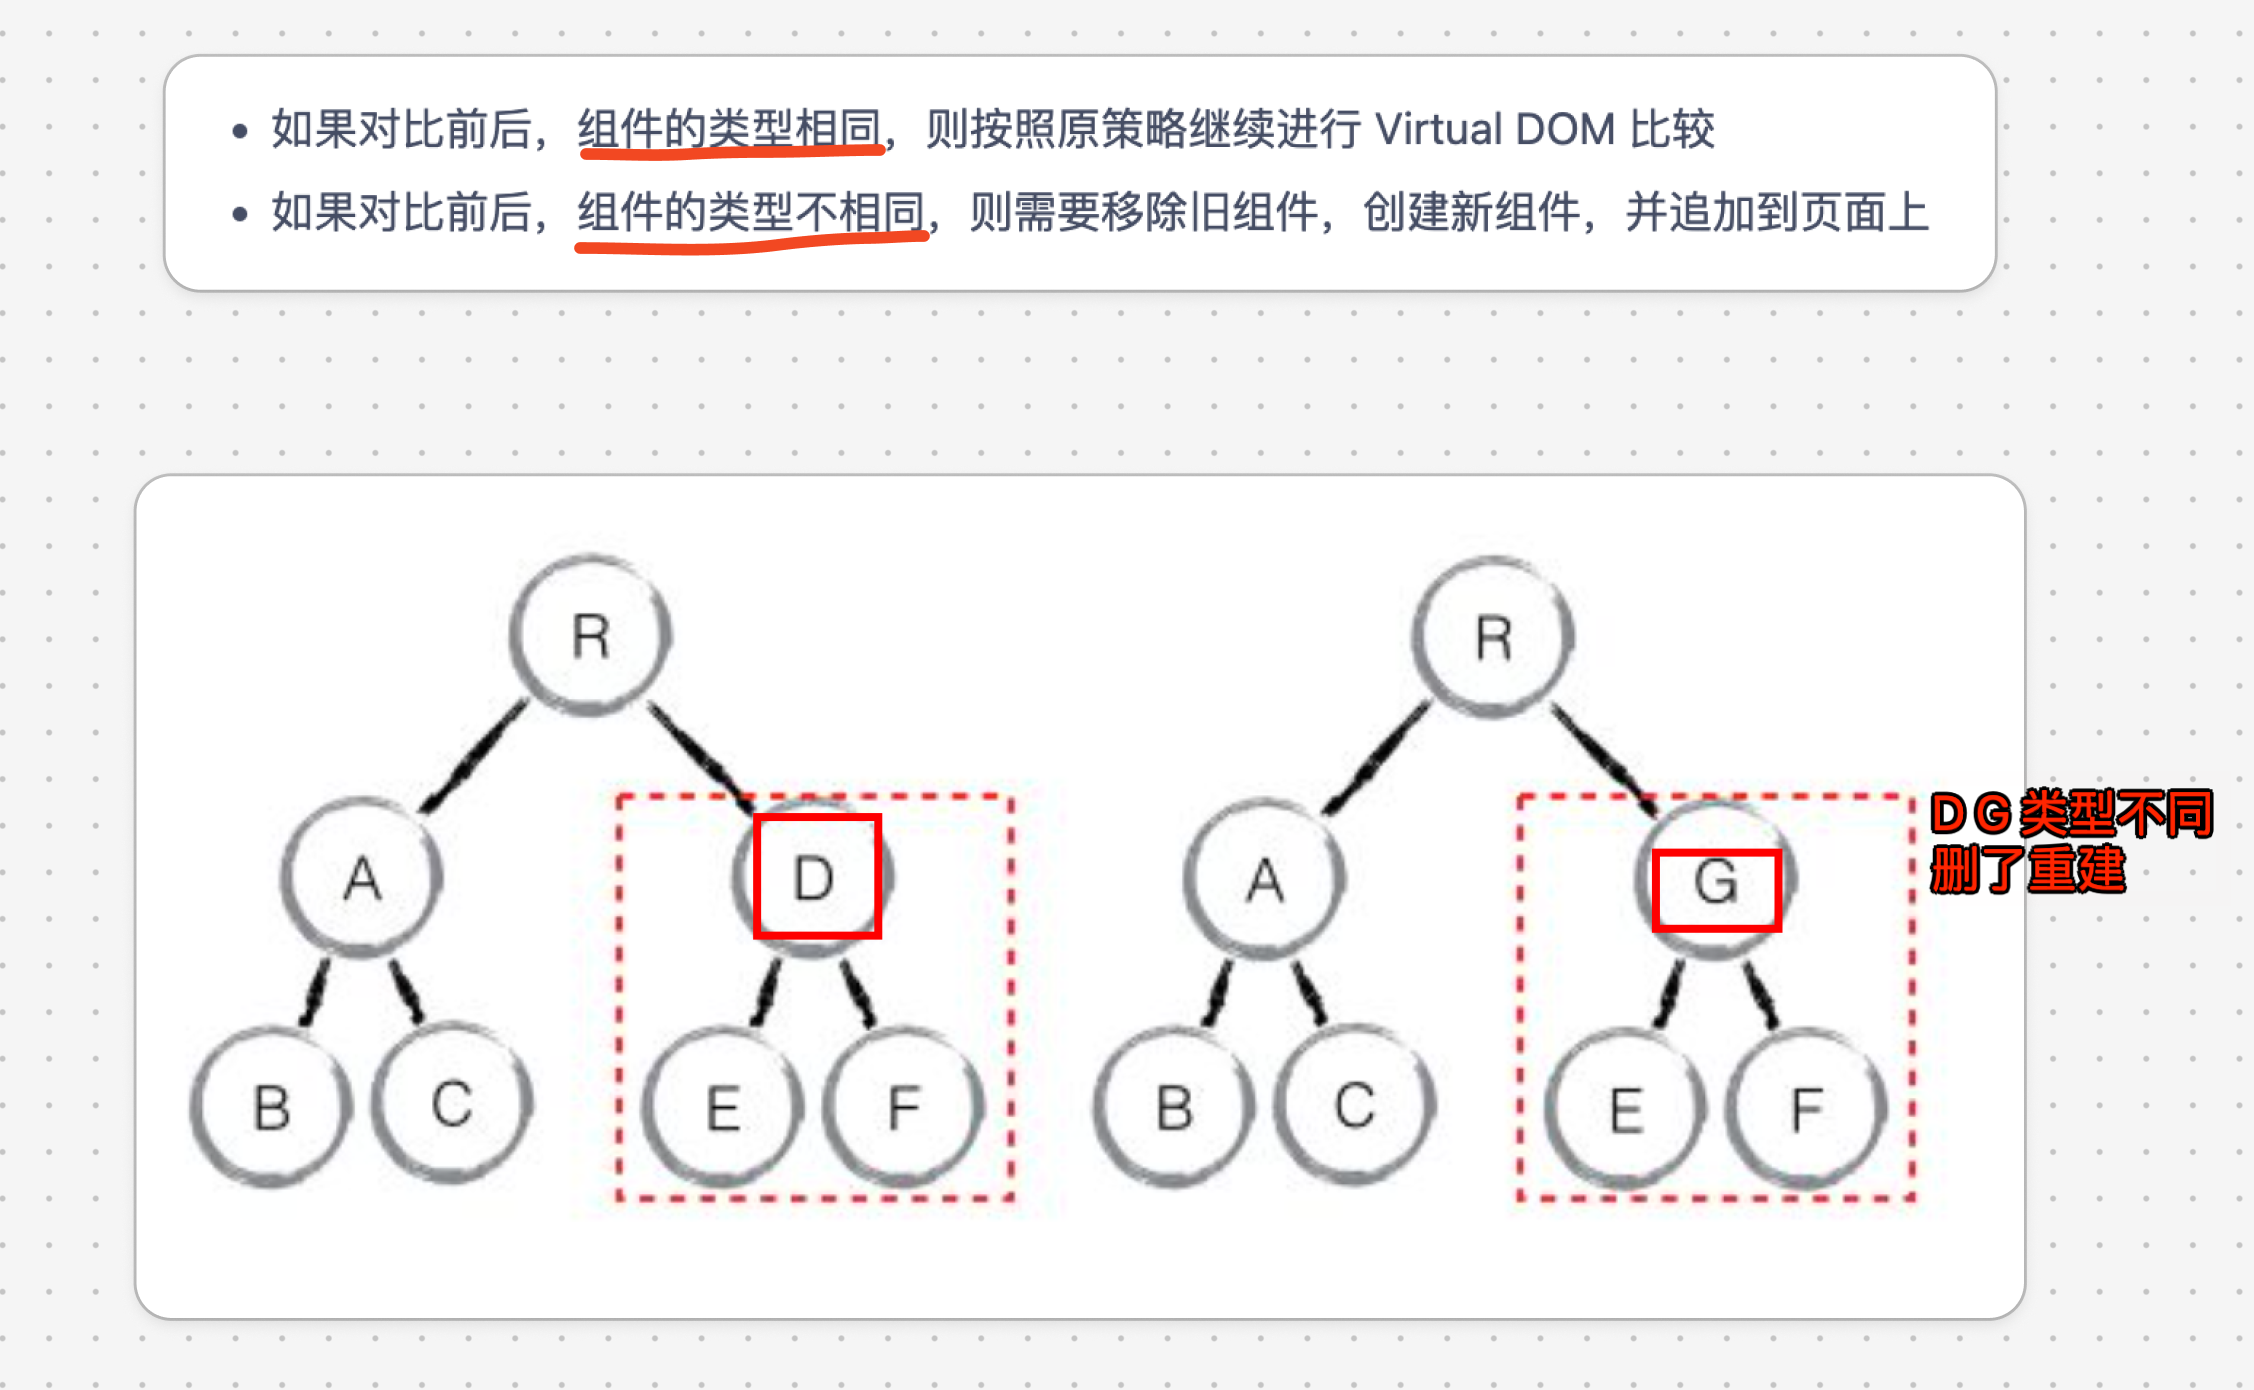 如果对比前后，组件的类型相同，则按照原策略继续进行 Virtual DOM 比较
如果对比前后，组件的类型不相同，则需要移除旧组件，创建新组件，并追加到页面上
R
R
A
D
A
G
D G 类型不同
删了重建
B
C
E
F
B
C
E
F